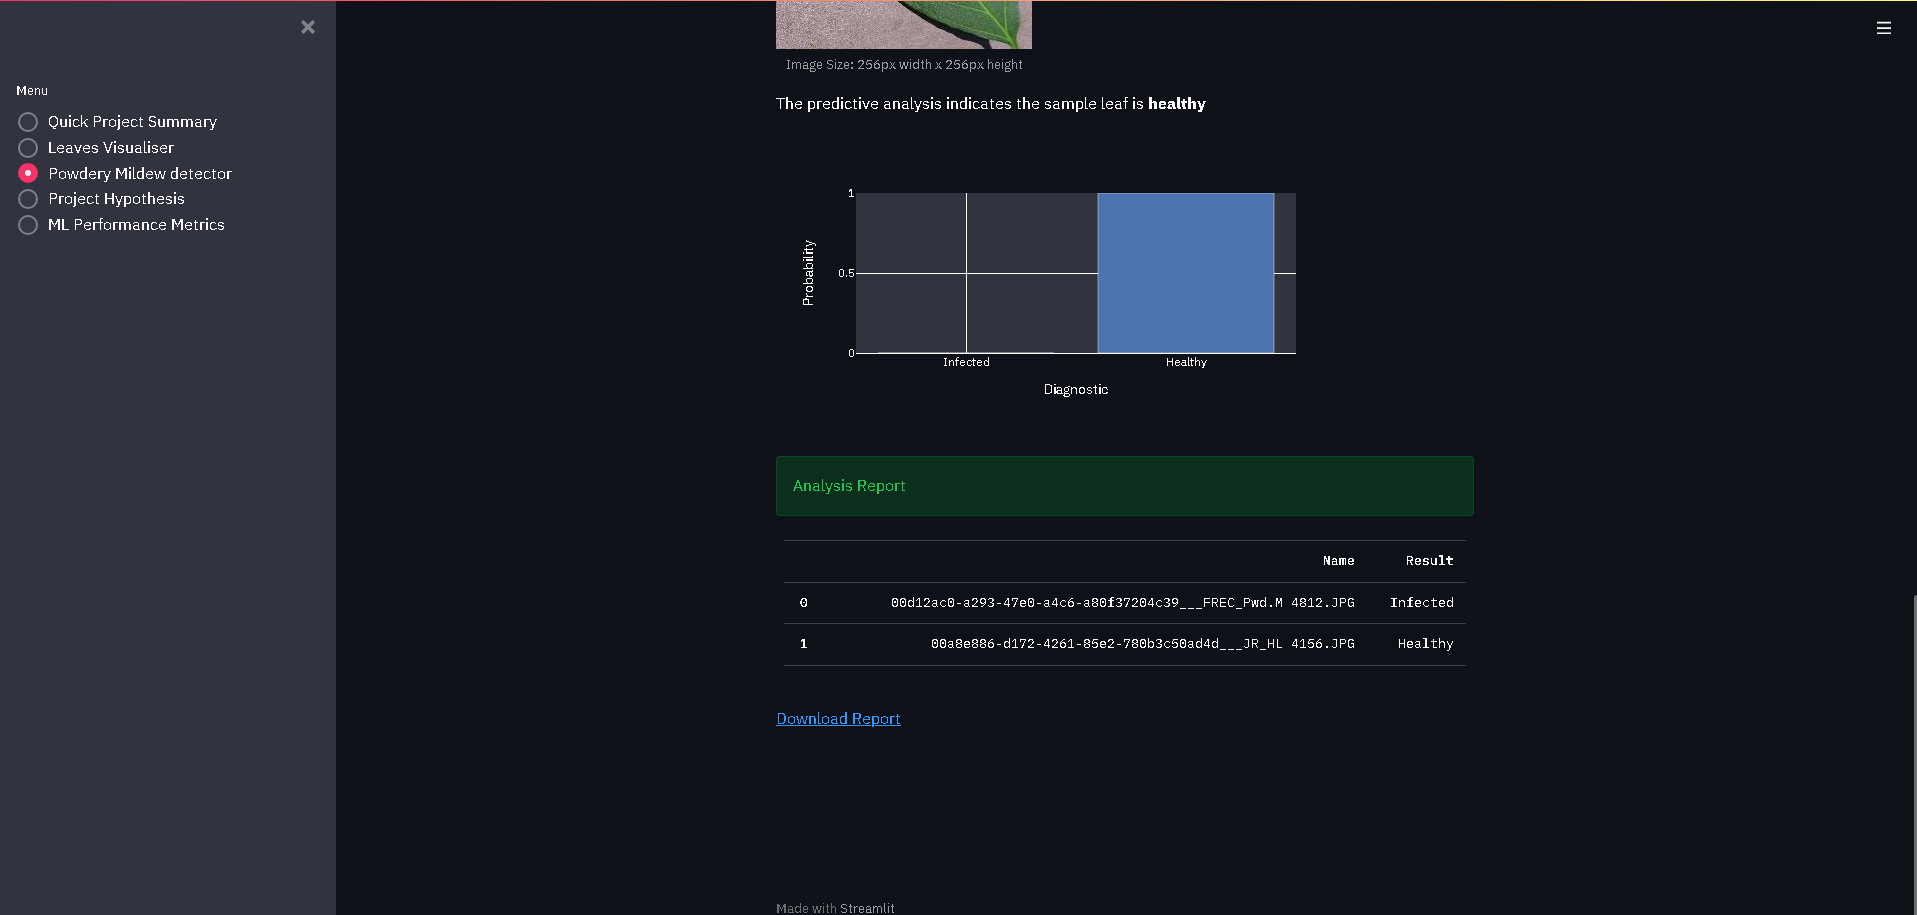 Menu
Quick Project Summary
Leaves Visualiser
Powdery Mildew detector
Project Hypothesis
ML Performance Metrics
Image Size: 256px width x 256px height
The predictive analysis indicates the sample leaf is healthy
1
0.5
0
Probability
Infected Healthy
Diagnostic
Analysis Report
Name Result
0 00d12ac0-a293-47e0-a4c6-a80f37204c39___FREC_Pwd.M 4812.JPG Infected
1 00a8e886-d172-4261-85e2-780b3c50ad4d___JR_HL 4156.JPG Healthy
Download Report
Made with Streamlit